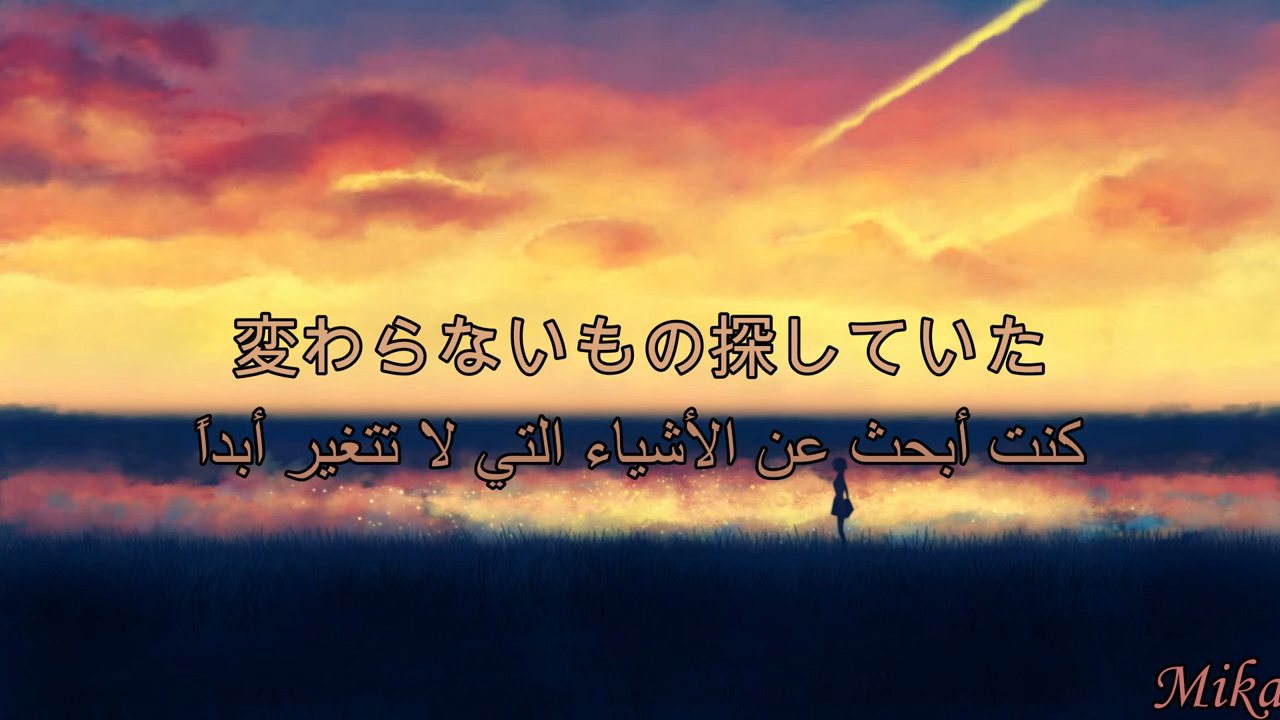 変わらないもの探していた
كنت أبحث عن الأشياء التي لا تتغير أبداً
Mika